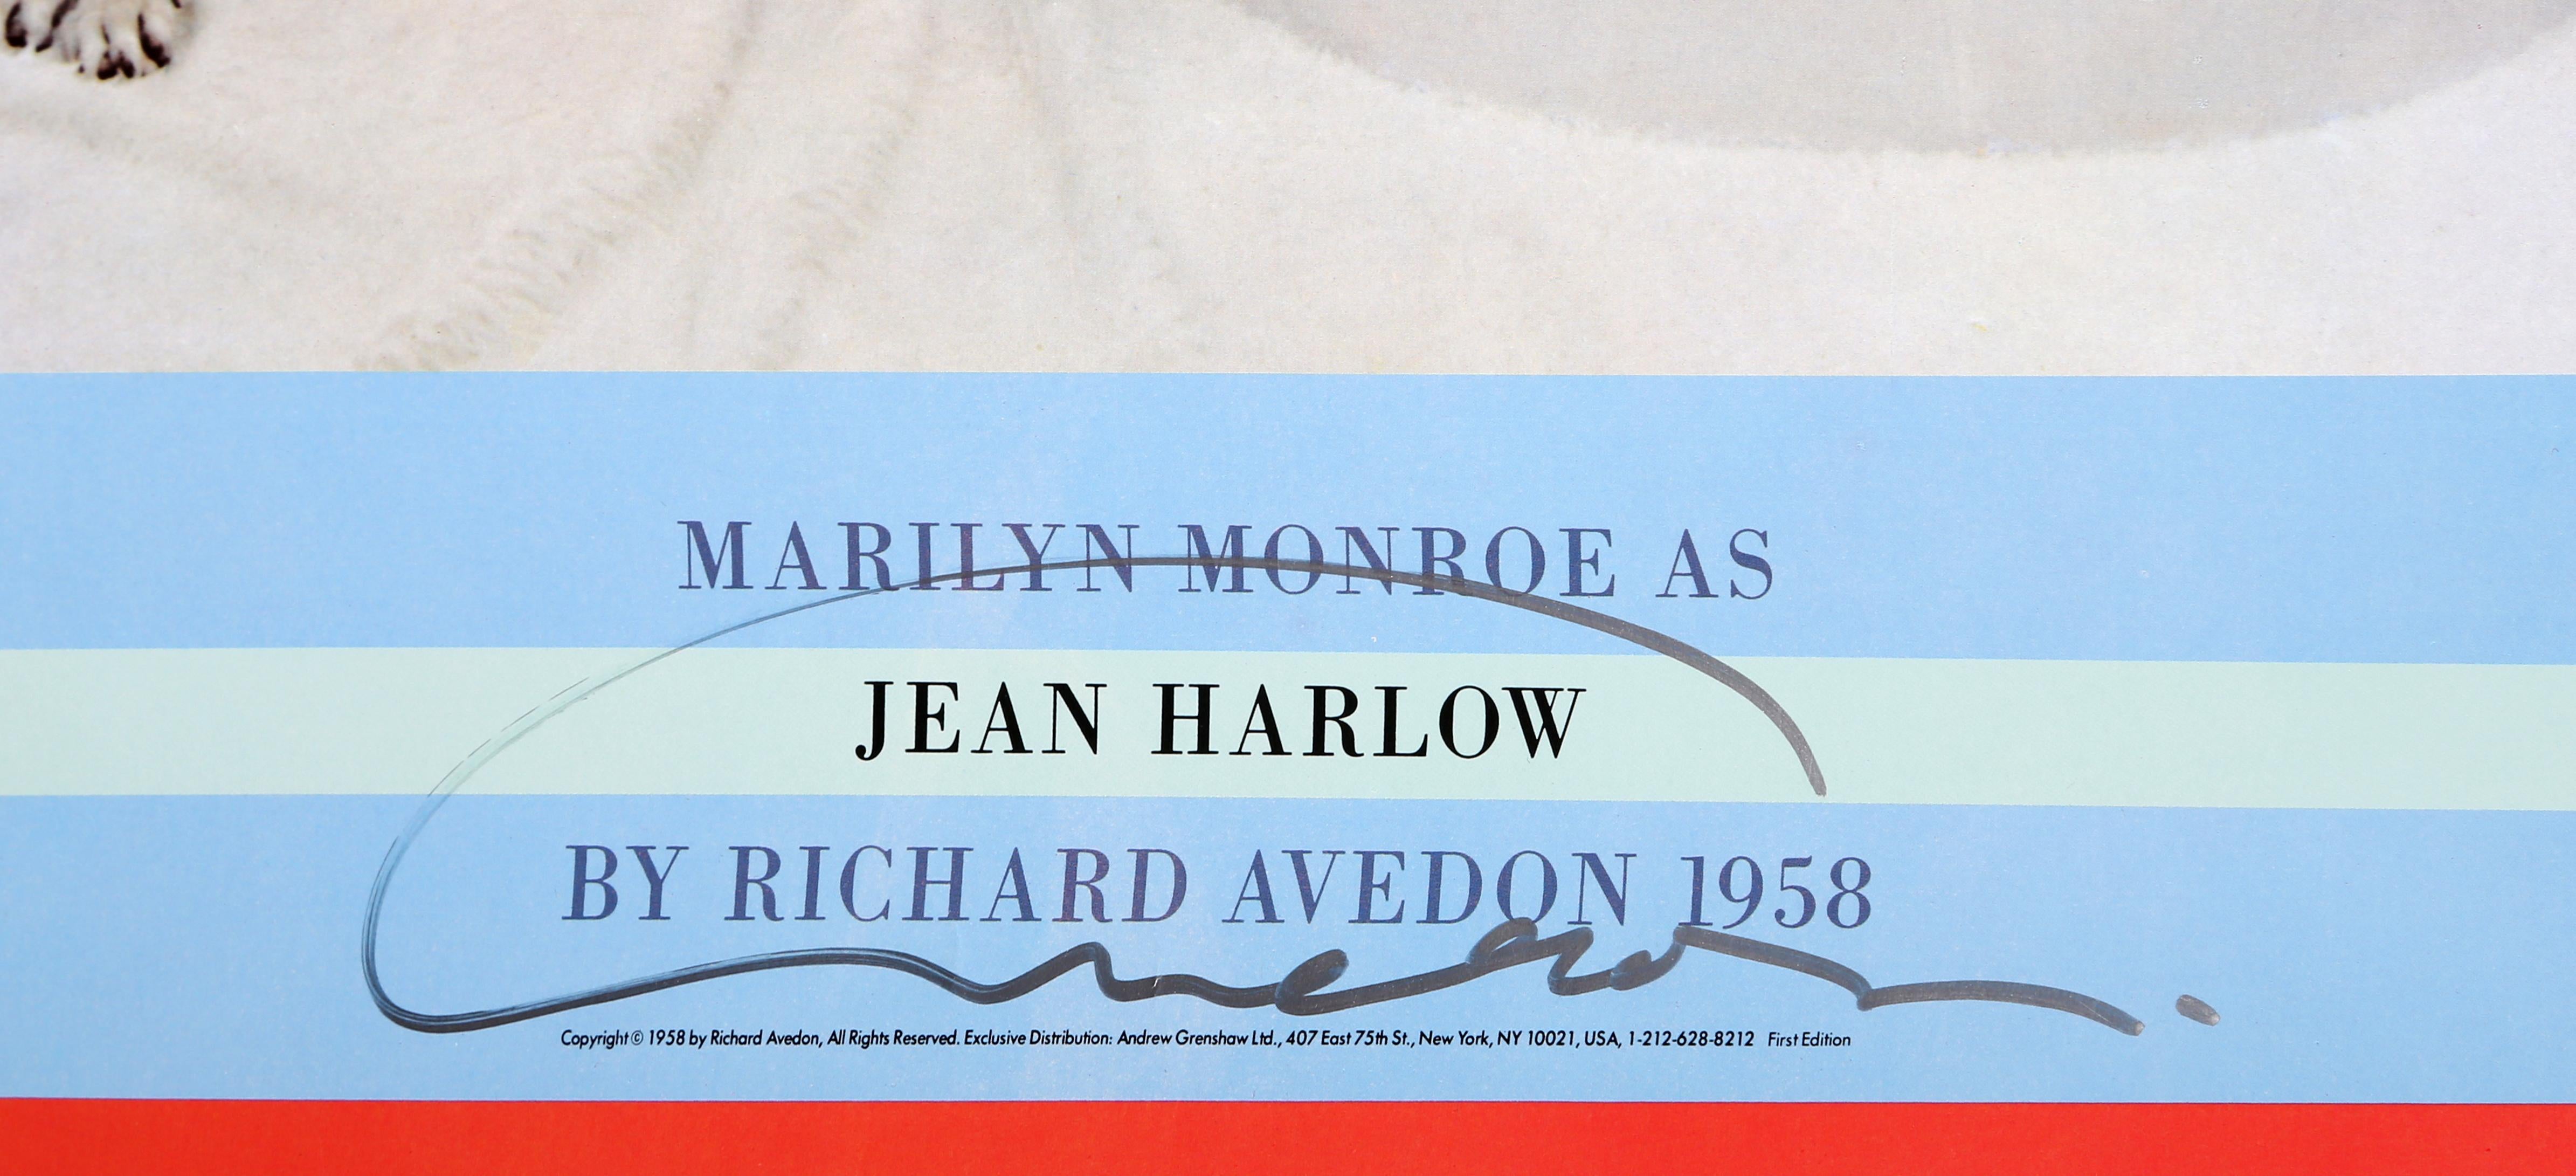 MARILYN MONROE AS
JEAN HARLOW
BY RICHARD AVEDON 1958
Avedon
Copyright © 1958 by Richard Avedon, All Rights Reserved. Exclusive Distribution: Andrew Grenshaw Ltd., 407 East 75th St., New York, NY 10021, USA, 1-212-628-8212 First Edition